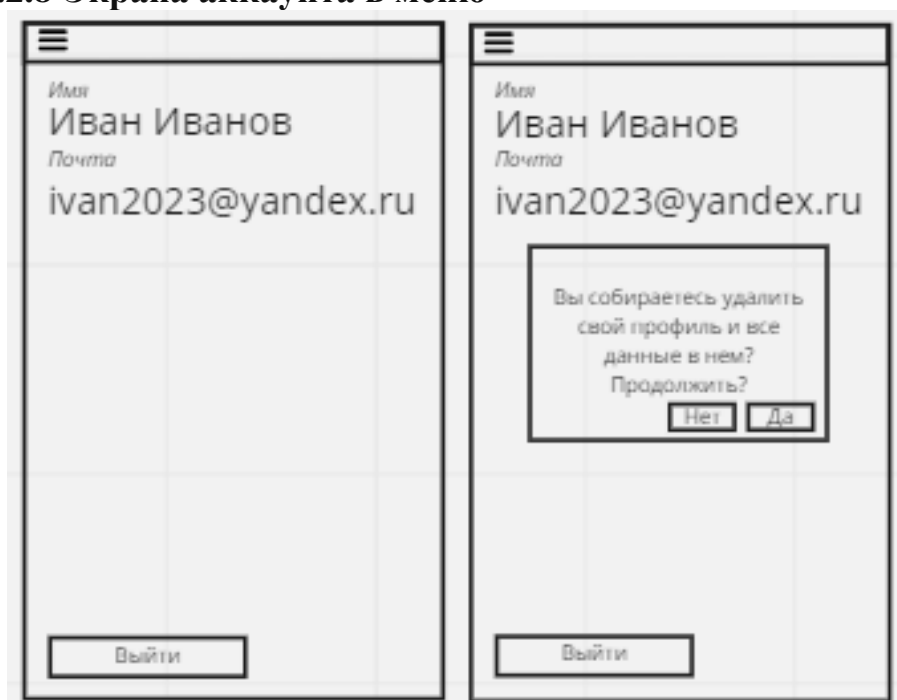 Экрана аккаунта в меню
Имя
Иван Иванов
Почта
ivan2023@yandex.ru
Выйти
Имя
Иван Иванов
Почта
ivan2023@yandex.ru
Вы собираетесь удалить
свой профиль и все
данные в нем?
Продолжить?
Нет Да
Выйти